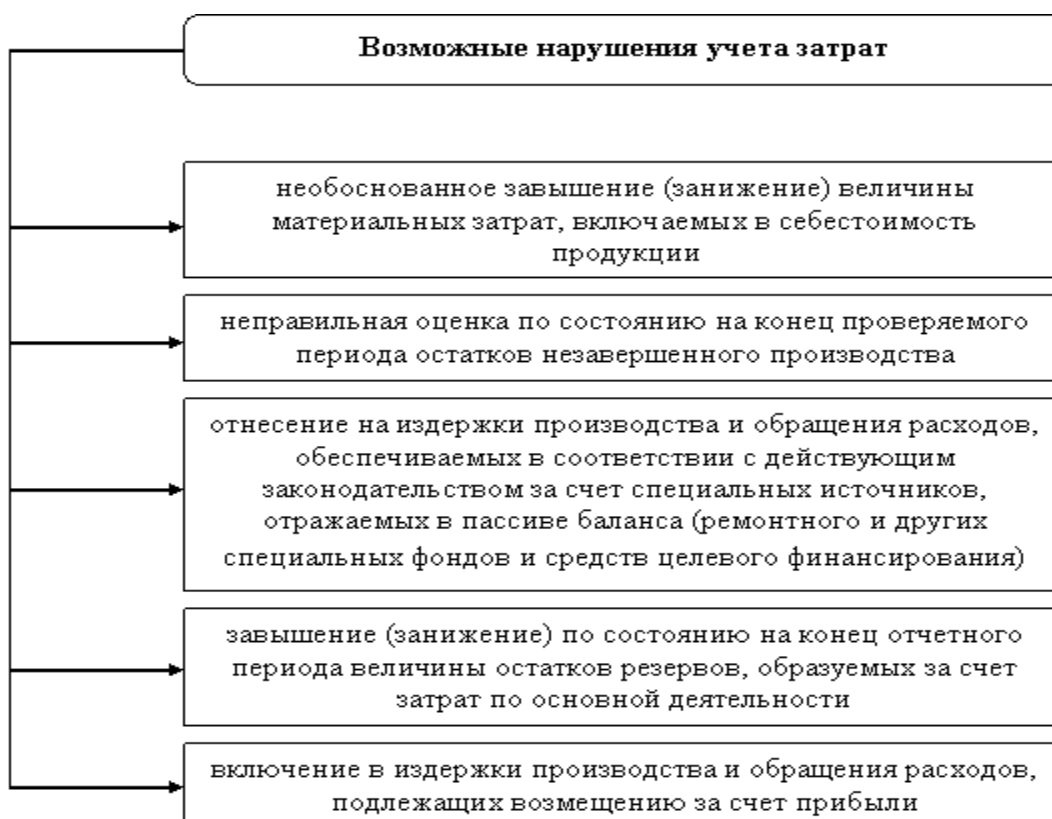 Возможные нарушения учета затрат
необоснованное завышение (занижение) величины
материальных затрат, включаемых в себестоимость
продукции
неправильная оценка по состоянию на конец проверяемого
периода остатков незавершенного производства
отнесение на издержки производства и обращения расходов,
обеспечиваемых в соответствии с действующим
законодательством за счет специальных источников,
отражаемых в пассиве баланса (ремонтного и других
специальных фондов и средств целевого финансирования)
завышение (занижение) по состоянию на конец отчетного
периода величины остатков резервов, образуемых за счет
затрат по основной деятельности
включение в издержки производства и обращения расходов,
подлежащих возмещению за счет прибыли